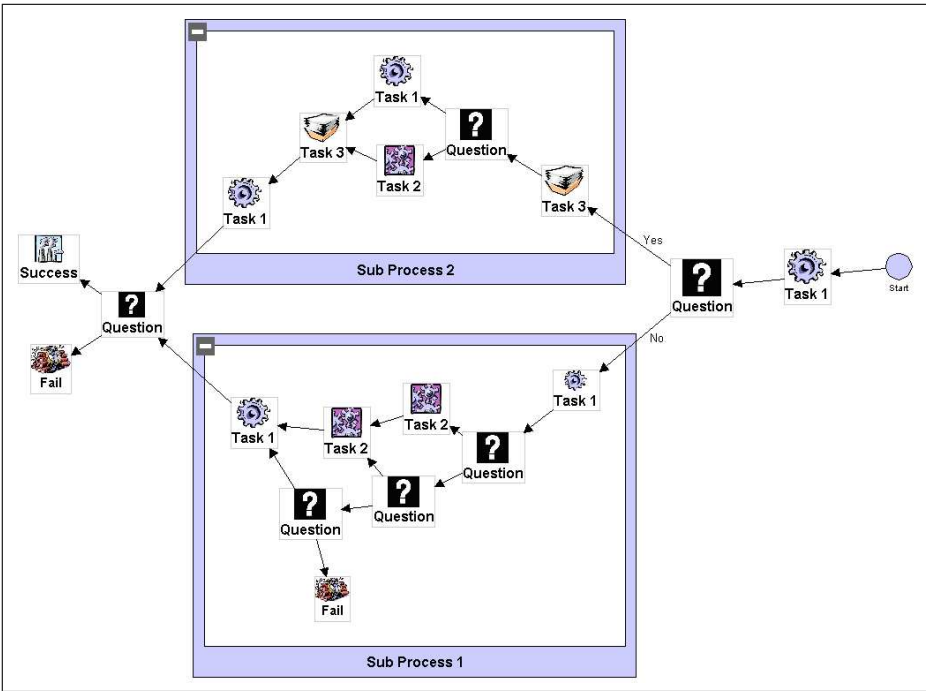 Task 1
Task 3
Question
Task 2
Task 3
Task 1
Sub Process 2
Yes
Success
Question
Fail
Question
Task 1
Start
No
Task 1
Task 2
Task 1
Task 2
Question
Question
Question
Fail
Sub Process 1